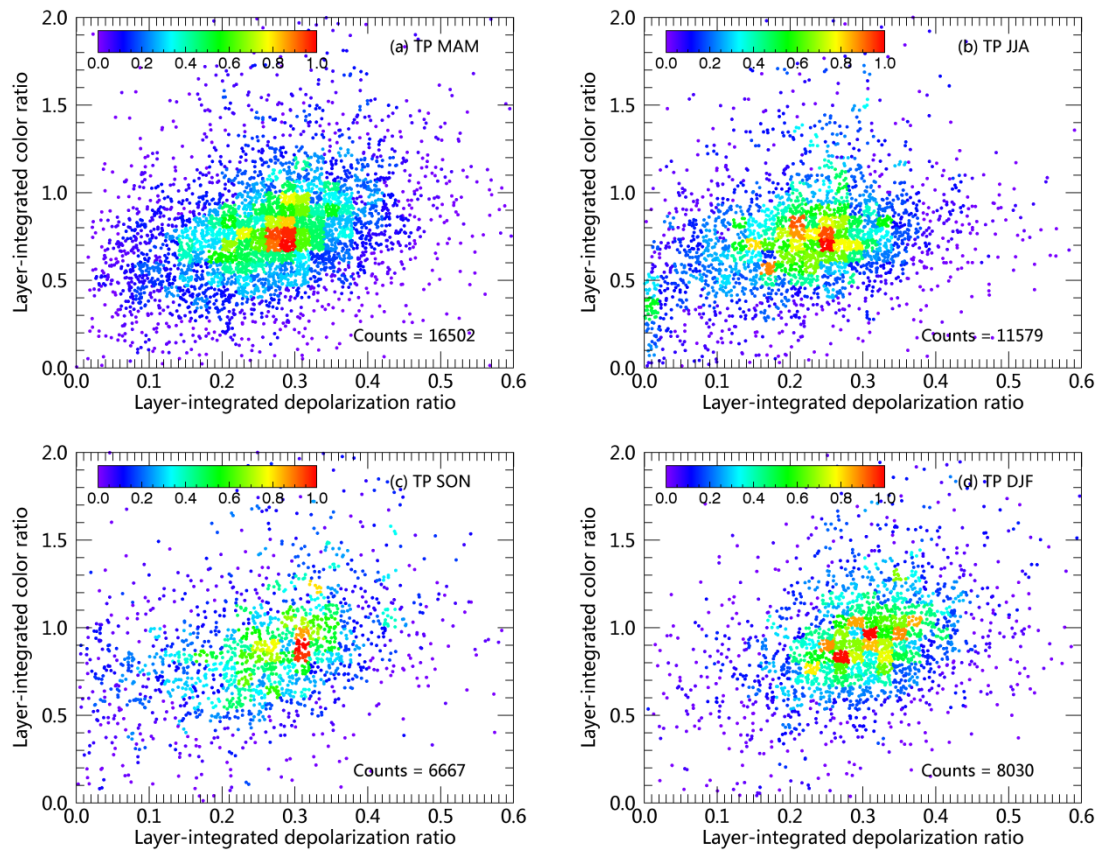 2.0
1.5
1.0
0.5
0.0
Layer-integrated color ratio
0.0 0.2 0.4 0.6 0.8 1.0
(a) TP MAM
Counts = 16502
0.0 0.1 0.2 0.3 0.4 0.5 0.6
Layer-integrated depolarization ratio
2.0
1.5
1.0
0.5
0.0
Layer-integrated color ratio
0.0 0.2 0.4 0.6 0.8 1.0
(b) TP JJA
Counts = 11579
0.0 0.1 0.2 0.3 0.4 0.5 0.6
Layer-integrated depolarization ratio
2.0
1.5
1.0
0.5
0.0
Layer-integrated color ratio
0.0 0.2 0.4 0.6 0.8 1.0
(c) TP SON
Counts = 6667
0.0 0.1 0.2 0.3 0.4 0.5 0.6
Layer-integrated depolarization ratio
2.0
1.5
1.0
0.5
0.0
Layer-integrated color ratio
0.0 0.2 0.4 0.6 0.8 1.0
(d) TP DJF
Counts = 8030
0.0 0.1 0.2 0.3 0.4 0.5 0.6
Layer-integrated depolarization ratio